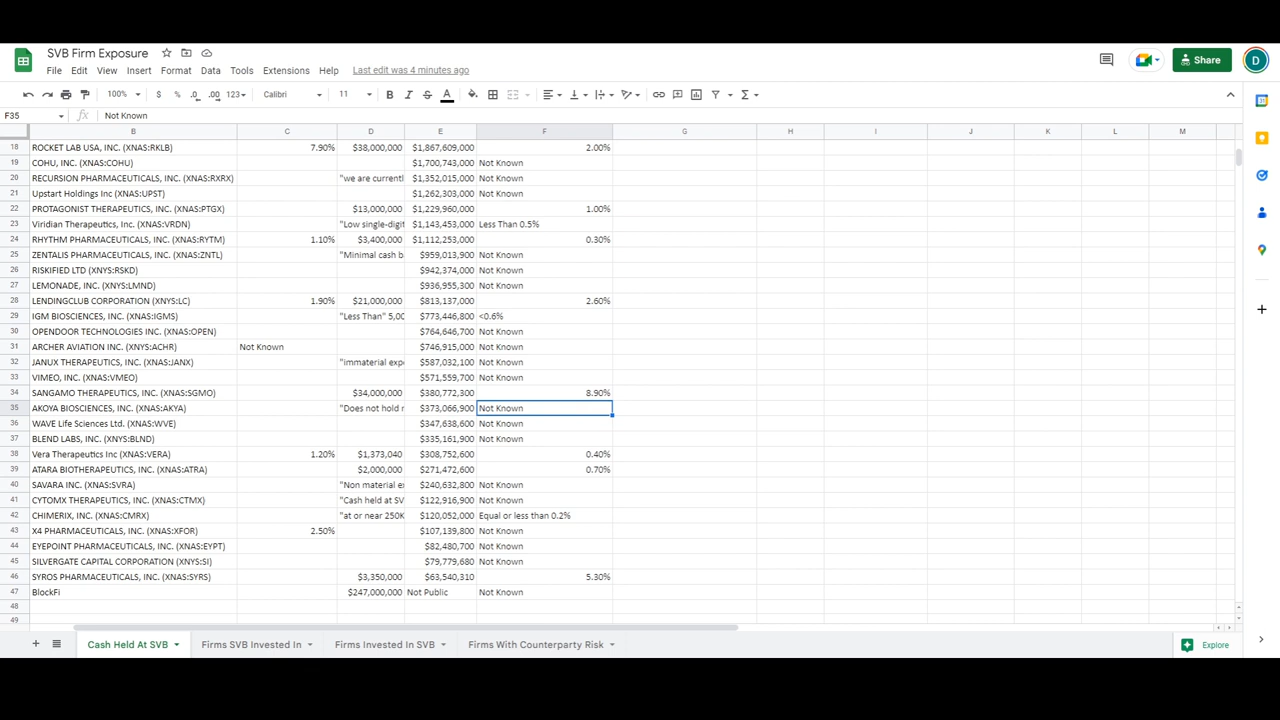 SVB Firm Exposure
File Edit View Insert Format Data Tools Extensions Help Last edit was 4 minutes ago
Share D
100% $ % .0 .00 123 Calibri 11 B I S A
F35 fx Not Known
B C D E F G H I J K L M
18 ROCKET LAB USA, INC. (XNAS:RKLB) 7.90% $38,000,000 $1,867,609,000 2.00%
19 COHU, INC. (XNAS:COHU) $1,700,743,000 Not Known
20 RECURSION PHARMACEUTICALS, INC. (XNAS:RXRX) "we are currentl $1,352,015,000 Not Known
21 Upstart Holdings Inc (XNAS:UPST) $1,262,303,000 Not Known
22 PROTAGONIST THERAPEUTICS, INC. (XNAS:PTGX) $13,000,000 $1,229,960,000 1.00%
23 Viridian Therapeutics, Inc. (XNAS:VRDN) "Low single-digit $1,143,453,000 Less Than 0.5%
24 RHYTHM PHARMACEUTICALS, INC. (XNAS:RYTM) 1.10% $3,400,000 $1,112,253,000 0.30%
25 ZENTALIS PHARMACEUTICALS, INC. (XNAS:ZNTL) "Minimal cash b $959,013,900 Not Known
26 RISKIFIED LTD (XNYS:RSKD) $942,374,000 Not Known
27 LEMONADE, INC. (XNYS:LMND) $936,955,300 Not Known
28 LENDINGCLUB CORPORATION (XNYS:LC) 1.90% $21,000,000 $813,137,000 2.60%
29 IGM BIOSCIENCES, INC. (XNAS:IGMS) "Less Than" 5,00 $773,446,800 <0.6%
30 OPENDOOR TECHNOLOGIES INC. (XNAS:OPEN) $764,646,700 Not Known
31 ARCHER AVIATION INC. (XNYS:ACHR) Not Known $746,915,000 Not Known
32 JANUX THERAPEUTICS, INC. (XNAS:JANX) "immaterial exp $587,032,100 Not Known
33 VIMEO, INC. (XNAS:VMEO) $571,559,700 Not Known
34 SANGAMO THERAPEUTICS, INC. (XNAS:SGMO) $34,000,000 $380,772,300 8.90%
35 AKOYA BIOSCIENCES, INC. (XNAS:AKYA) "Does not hold r $373,066,900 Not Known
36 WAVE Life Sciences Ltd. (XNAS:WVE) $347,638,600 Not Known
37 BLEND LABS, INC. (XNYS:BLND) $335,161,900 Not Known
38 Vera Therapeutics Inc (XNAS:VERA) 1.20% $1,373,040 $308,752,600 0.40%
39 ATARA BIOTHERAPEUTICS, INC. (XNAS:ATRA) $2,000,000 $271,472,600 0.70%
40 SAVARA INC. (XNAS:SVRA) "Non material e $240,632,800 Not Known
41 CYTOMX THERAPEUTICS, INC. (XNAS:CTMX) "Cash held at SV $122,916,900 Not Known
42 CHIMERIX, INC. (XNAS:CMRX) "at or near 250K $120,052,000 Equal or less than 0.2%
43 X4 PHARMACEUTICALS, INC. (XNAS:XFOR) 2.50% $107,139,800 Not Known
44 EYEPOINT PHARMACEUTICALS, INC. (XNAS:EYPT) $82,480,700 Not Known
45 SILVERGATE CAPITAL CORPORATION (XNYS:SI) $79,779,680 Not Known
46 SYROS PHARMACEUTICALS, INC. (XNAS:SYRS) $3,350,000 $63,540,310 5.30%
47 BlockFi $247,000,000 Not Public Not Known
48
49
Cash Held At SVB Firms SVB Invested In Firms Invested In SVB Firms With Counterparty Risk Explore